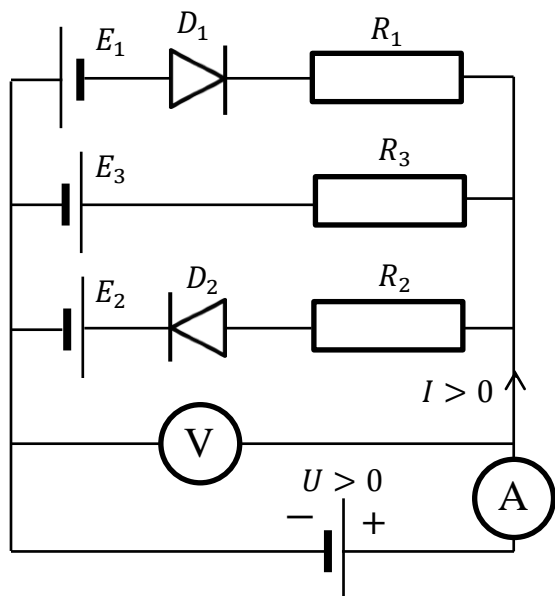 E₁ D₁ R₁
E₃ R₃
E₂ D₂ R₂
I > 0
V
U > 0
A
− +